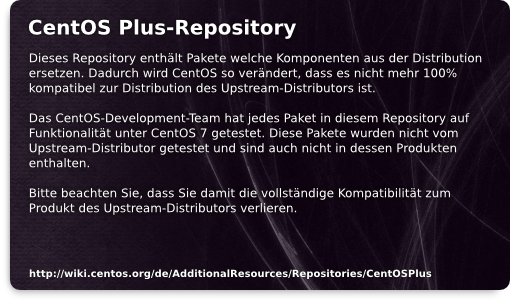 CentOS Plus-Repository
Dieses Repository enthält Pakete welche Komponenten aus der Distribution
ersetzen. Dadurch wird CentOS so verändert, dass es nicht mehr 100%
kompatibel zur Distribution des Upstream-Distributors ist.
Das CentOS-Development-Team hat jedes Paket in diesem Repository auf
Funktionalität unter CentOS 7 getestet. Diese Pakete wurden nicht vom
Upstream-Distributor getestet und sind auch nicht in dessen Produkten
enthalten.
Bitte beachten Sie, dass Sie damit die vollständige Kompatibilität zum
Produkt des Upstream-Distributors verlieren.
http://wiki.centos.org/de/AdditionalResources/Repositories/CentOSPlus